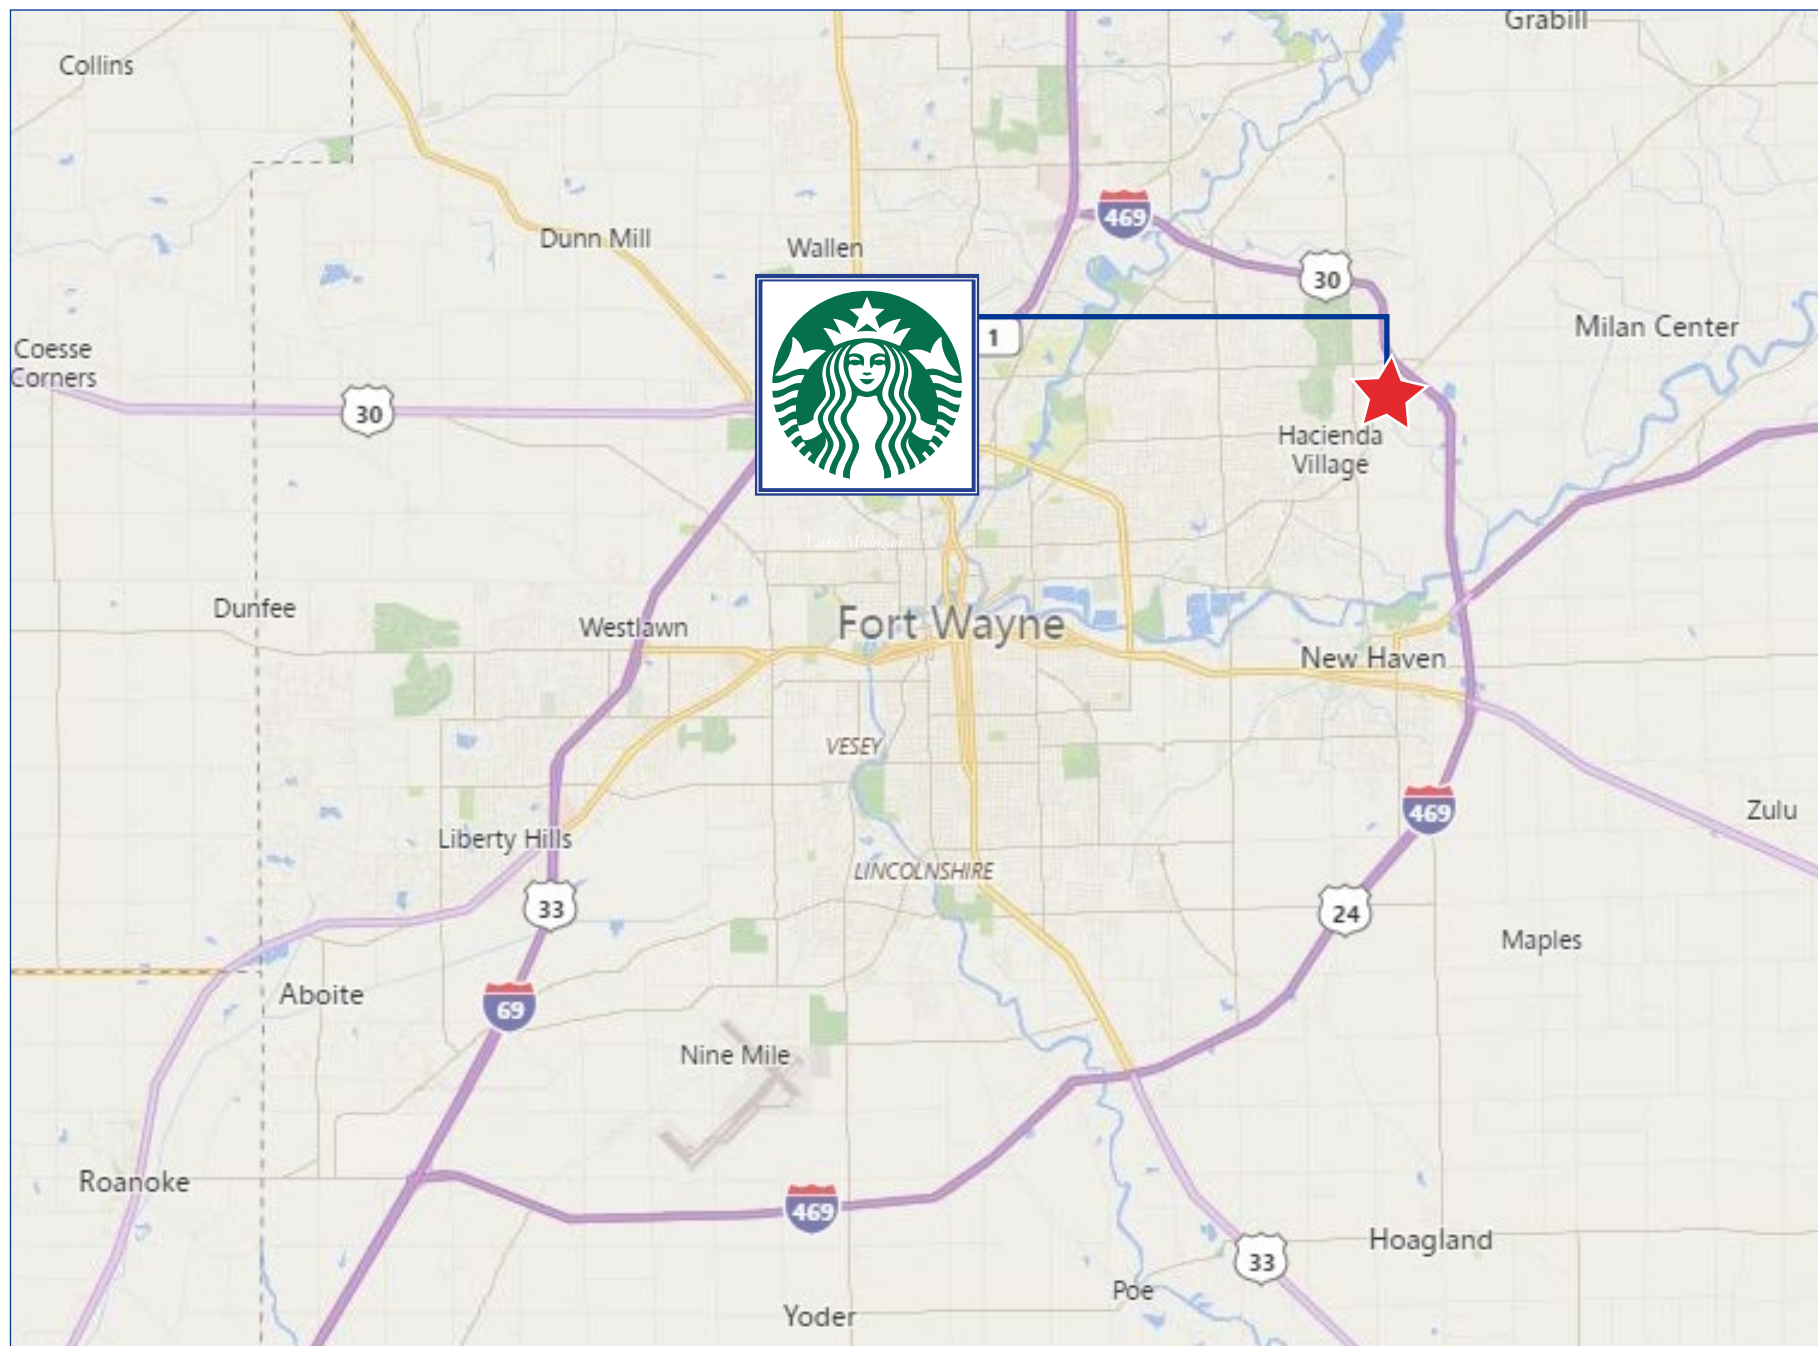 Grabill
Collins
469
Dunn Mill
Wallen
30
Milan Center
1
Coesse
Corners
30
Hacienda
Village
Lake Michigan
Dunfee
Westlawn
Fort Wayne
New Haven
VESEY
469
Zulu
Liberty Hills
LINCOLNSHIRE
33
24
Maples
Aboite
69
Nine Mile
Roanoke
469
Hoagland
33
Poe
Yoder